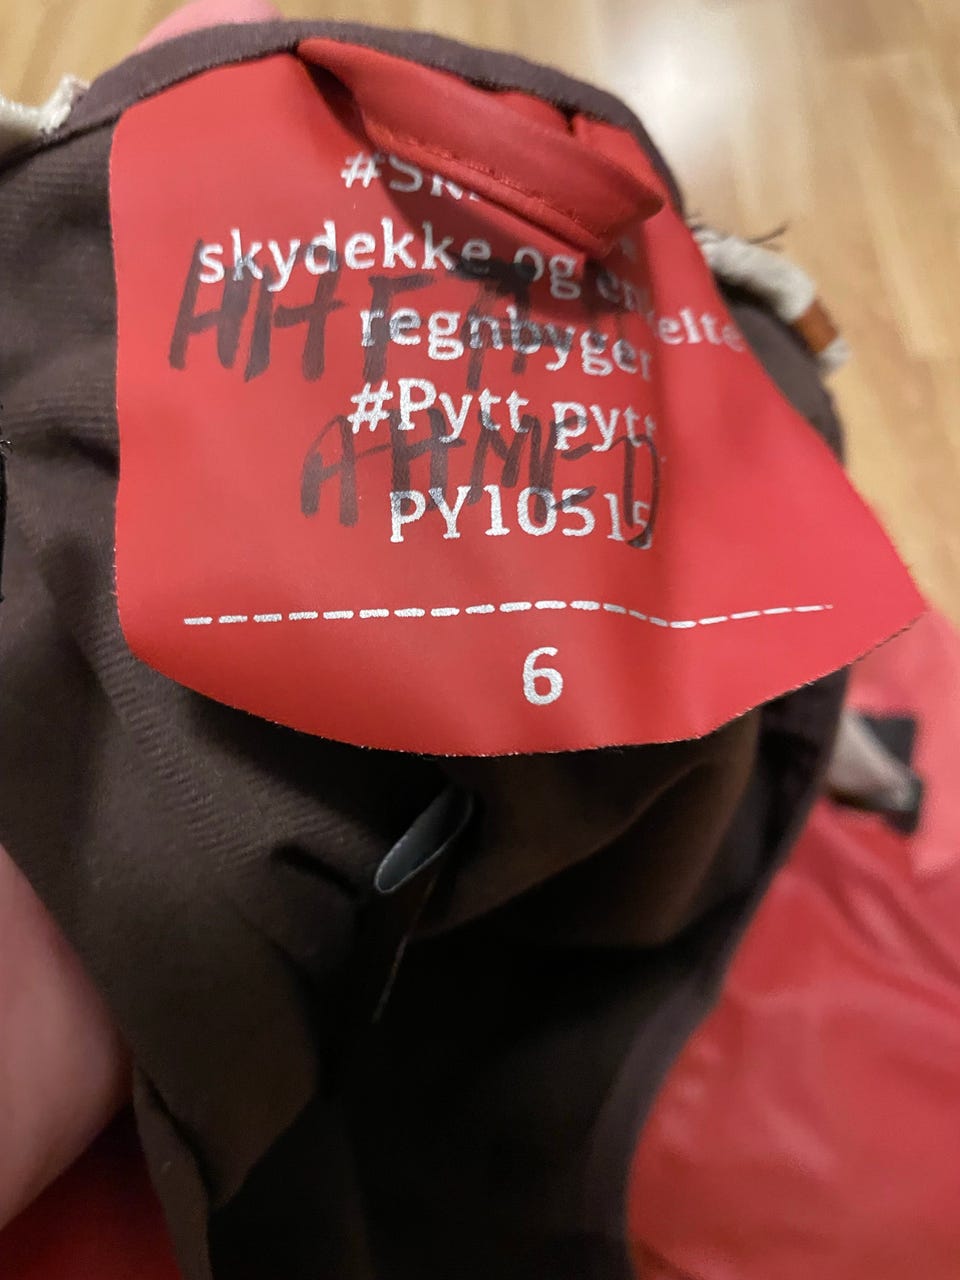 skydekke og
regnbyger
#Pytt pytt
AHMED
PY10515
6